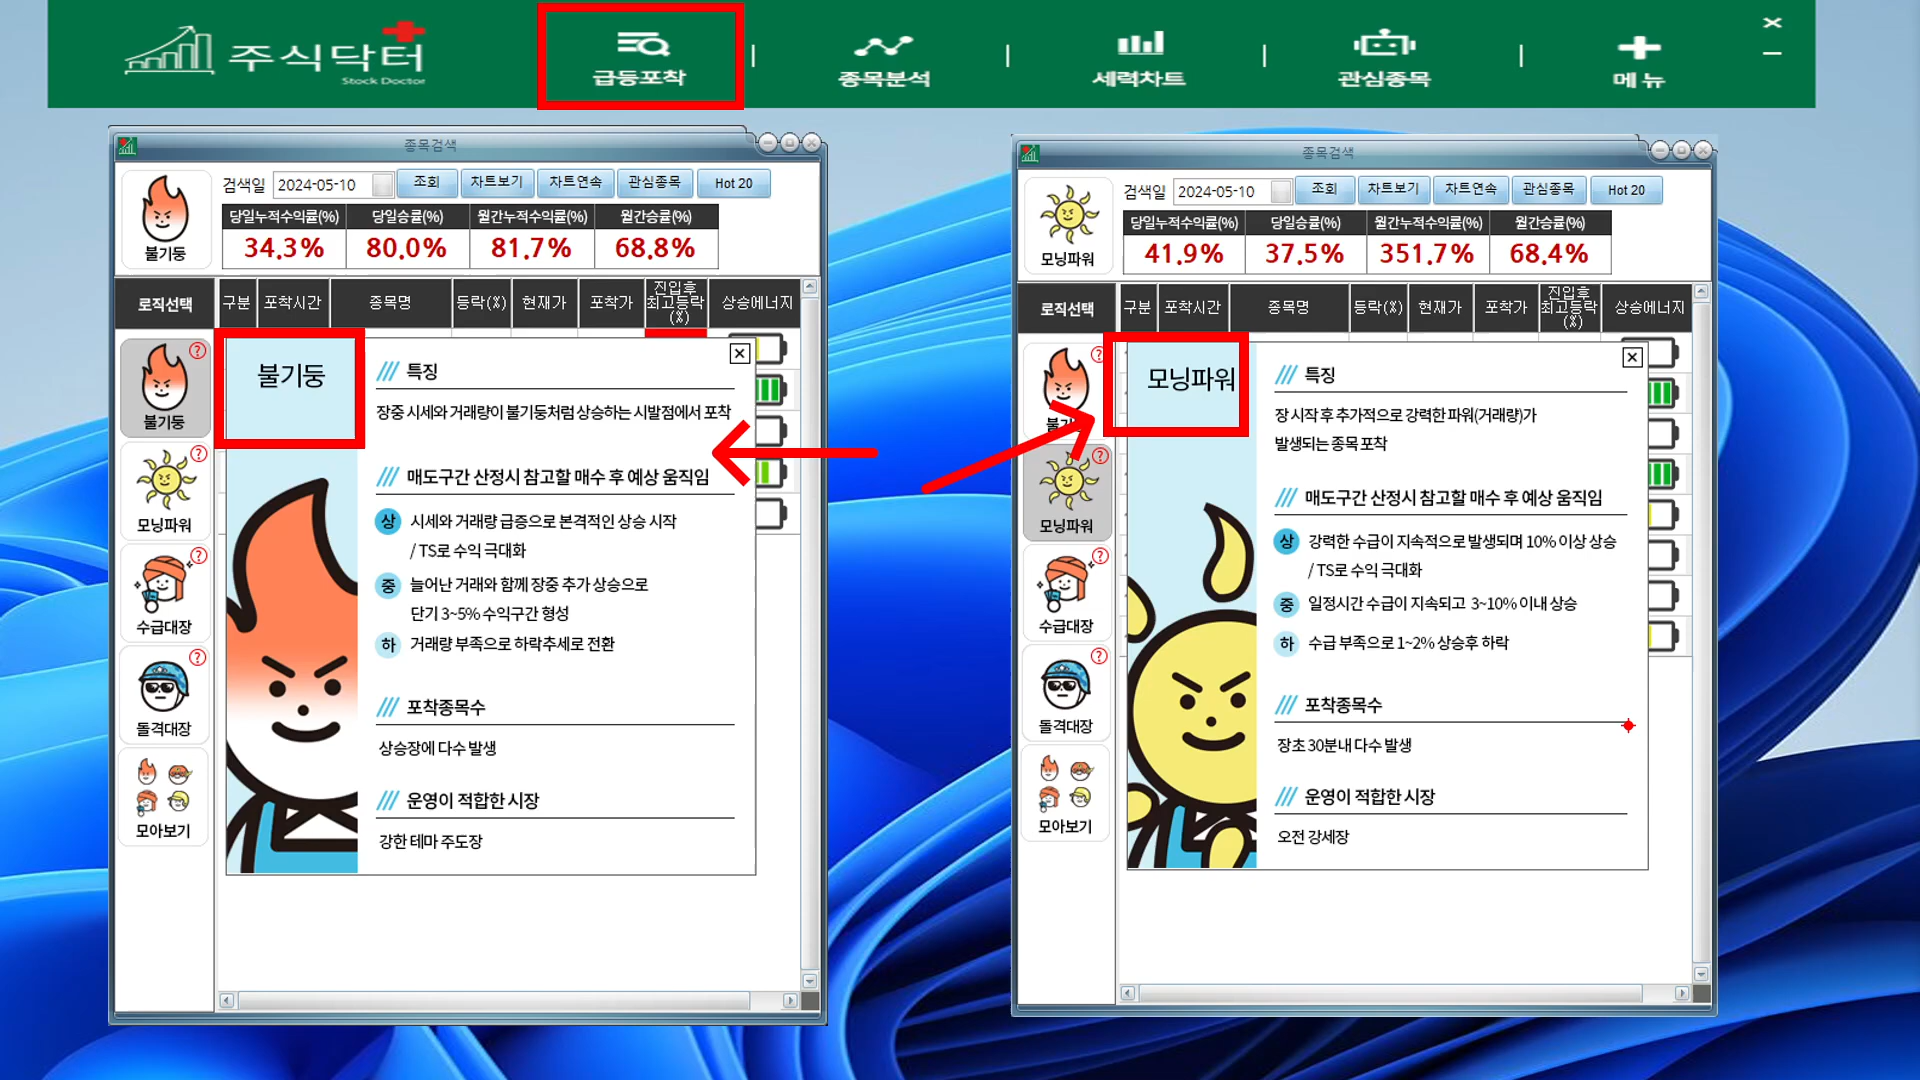 주식닥터
Stock Doctor
급등포착
종목분석
세력차트
관심종목
메뉴
종목검색
불기둥
검색일 2024-05-10 조회 차트보기 차트연속 관심종목 Hot 20
당일누적수익률(%) 당일승률(%) 월간누적수익률(%) 월간승률(%)
34.3% 80.0% 81.7% 68.8%
로직선택 구분 포착시간 종목명 등락(%) 현재가 포착가 진입후 최고등락 (%) 상승에너지
불기둥
모닝파워
수급대장
돌격대장
모아보기
불기둥
특징
장중 시세와 거래량이 불기둥처럼 상승하는 시발점에서 포착
매도구간 산정시 참고할 매수 후 예상 움직임
상 시세와 거래량 급증으로 본격적인 상승 시작
/ TS로 수익 극대화
중 늘어난 거래와 함께 장중 추가 상승으로
단기 3~5% 수익구간 형성
하 거래량 부족으로 하락추세로 전환
포착종목수
상승장에 다수 발생
운영이 적합한 시장
강한 테마 주도장
종목검색
모닝파워
검색일 2024-05-10 조회 차트보기 차트연속 관심종목 Hot 20
당일누적수익률(%) 당일승률(%) 월간누적수익률(%) 월간승률(%)
41.9% 37.5% 351.7% 68.4%
로직선택 구분 포착시간 종목명 등락(%) 현재가 포착가 진입후 최고등락 (%) 상승에너지
모닝파워
수급대장
돌격대장
모아보기
모닝파워
특징
장 시작 후 추가적으로 강력한 파워(거래량)가
발생되는 종목 포착
매도구간 산정시 참고할 매수 후 예상 움직임
상 강력한 수급이 지속적으로 발생되며 10% 이상 상승
/ TS로 수익 극대화
중 일정시간 수급이 지속되고 3~10% 이내 상승
하 수급 부족으로 1~2% 상승후 하락
포착종목수
장초 30분내 다수 발생
운영이 적합한 시장
오전 강세장